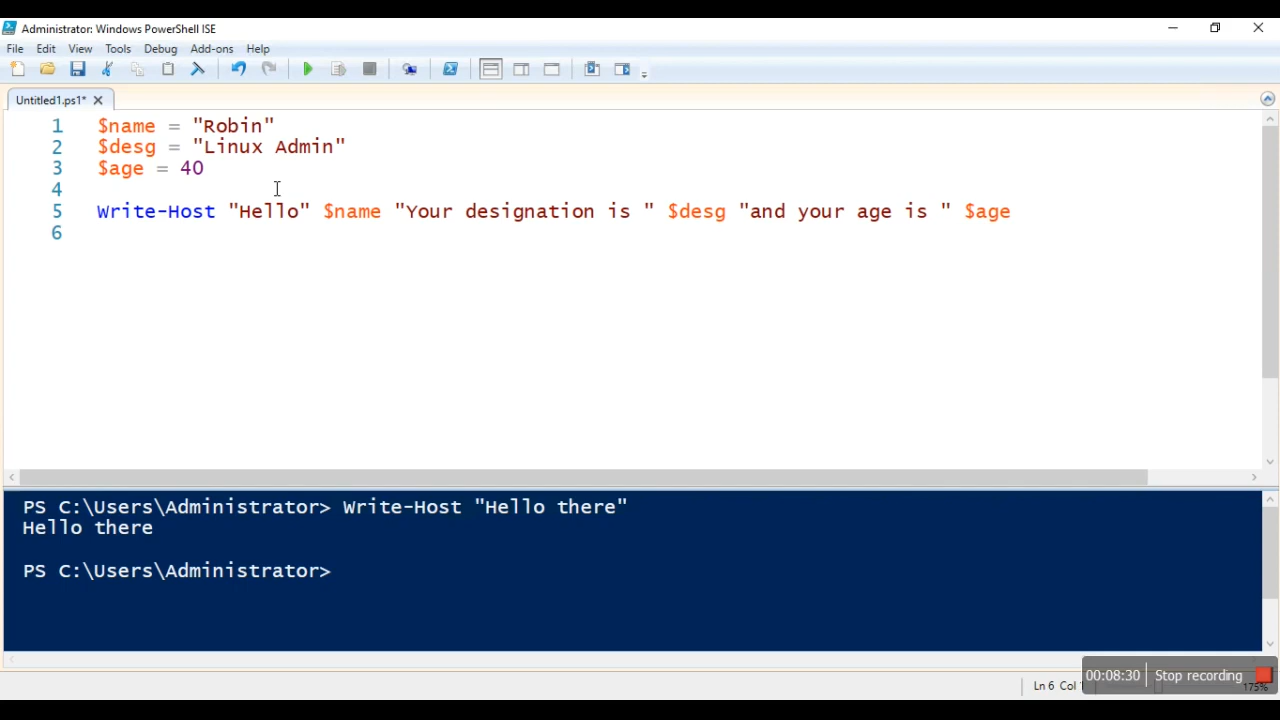 Administrator: Windows PowerShell ISE
File Edit View Tools Debug Add-ons Help
Untitled1.ps1*
1 $name = "Robin"
2 $desg = "Linux Admin"
3 $age = 40
4
5 Write-Host "Hello" $name "Your designation is " $desg "and your age is " $age
6
PS C:\Users\Administrator> Write-Host "Hello there"
Hello there
PS C:\Users\Administrator>
Ln 6 Col
00:08:30 Stop recording
175%